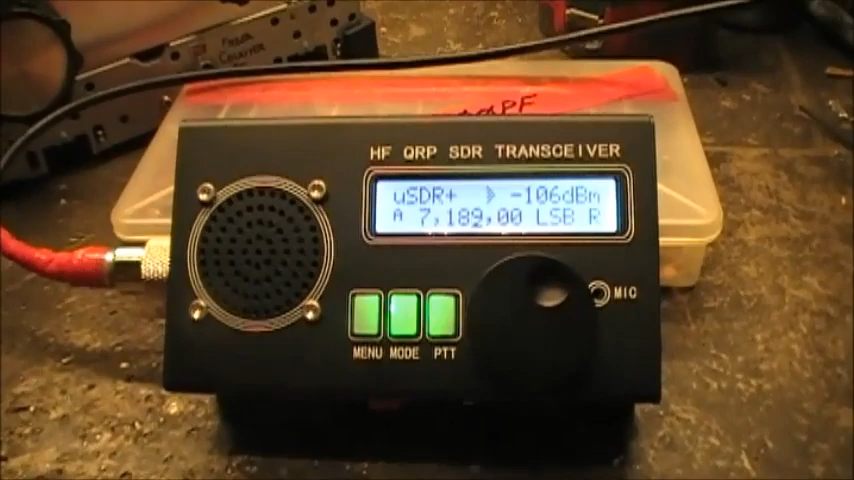 HF QRP SDR TRANSCEIVER
uSDR+ -106dBm
A 7,189,00 LSB R
MIC
MENU MODE PTT